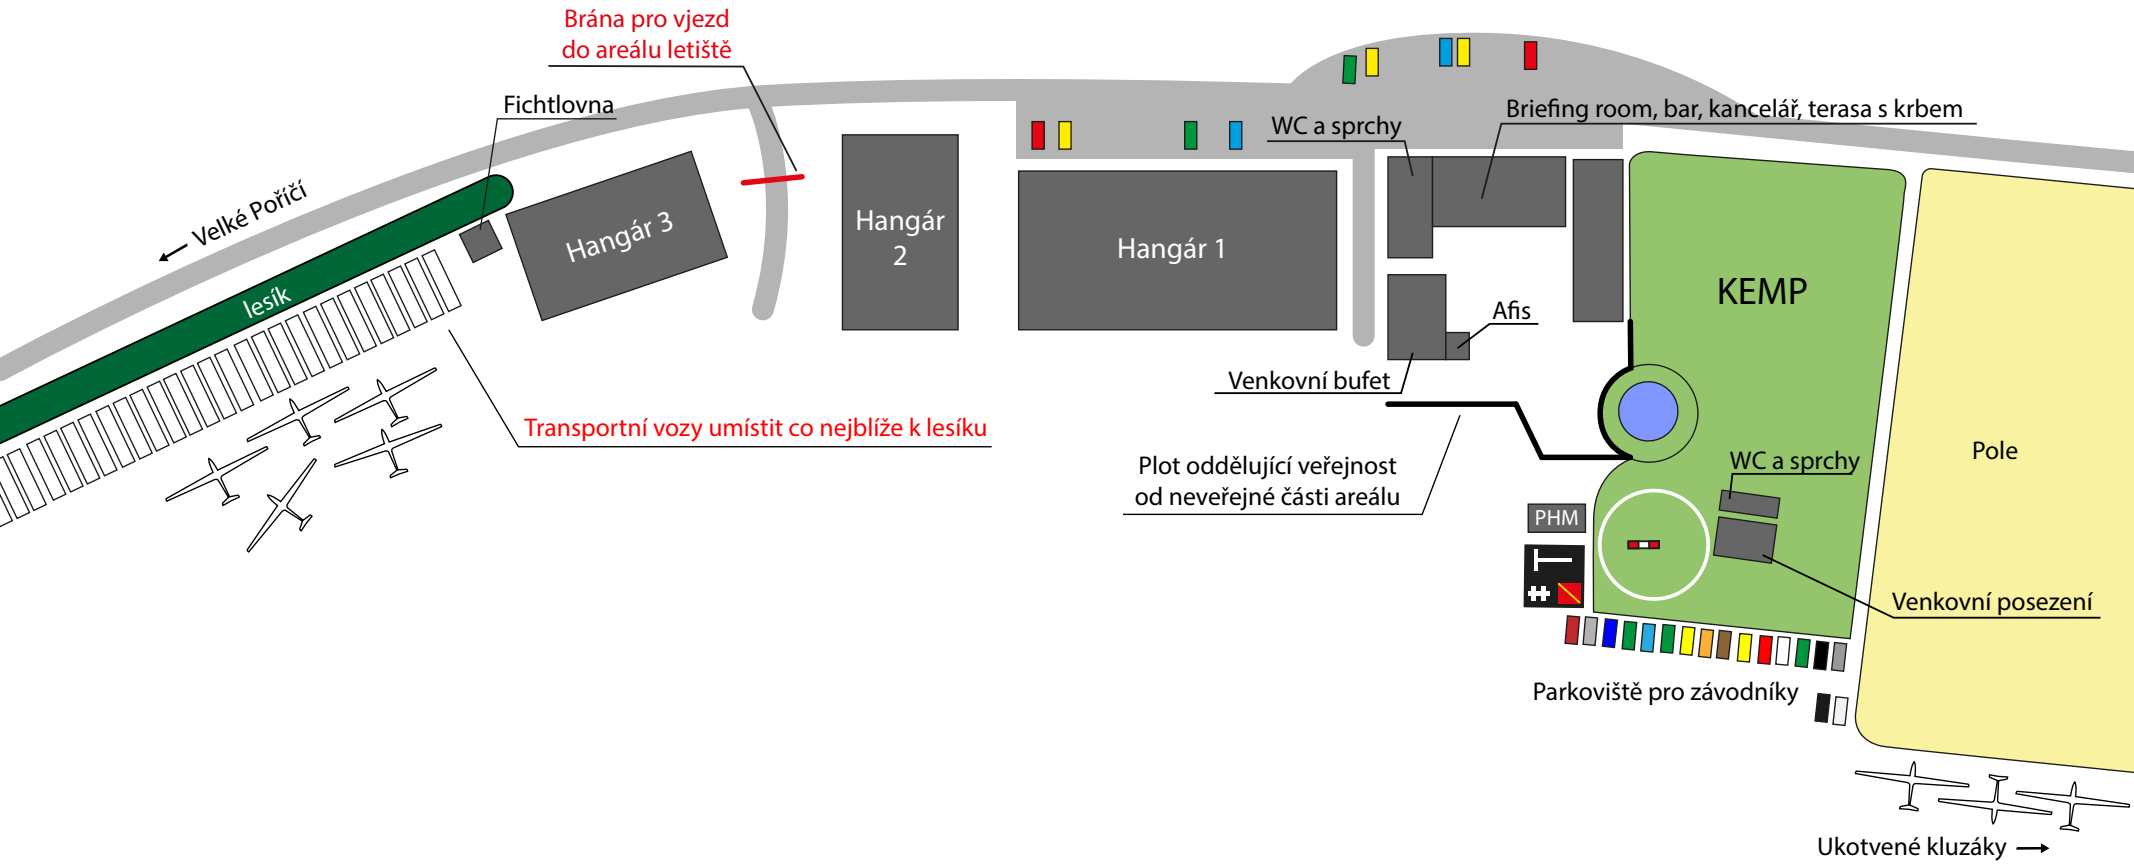 Brána pro vjezd
do areálu letiště
Fichtlovna
WC a sprchy
Briefing room, bar, kancelář, terasa s krbem
← Velké Poříčí
lesík
Hangár 3
Hangár
2
Hangár 1
KEMP
Afis
Venkovní bufet
Transportní vozy umístit co nejblíže k lesíku
Plot oddělující veřejnost
od neveřejné části areálu
WC a sprchy
Pole
PHM
Venkovní posezení
Parkoviště pro závodníky
Ukotvené kluzáky →